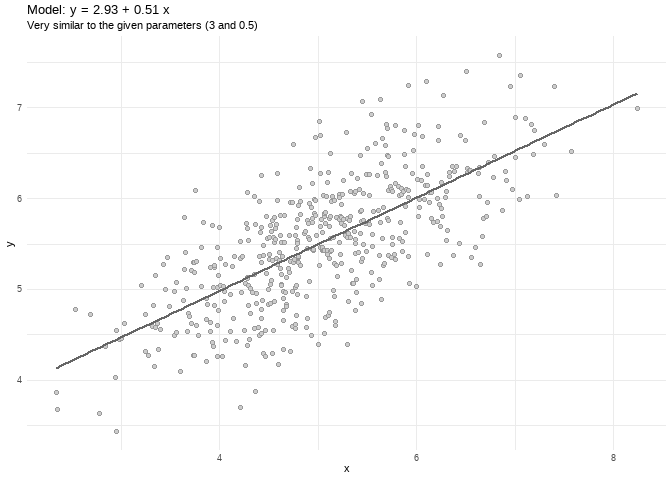 Model: y = 2.93 + 0.51 x
Very similar to the given parameters (3 and 0.5)
7
6
y
5
4
4
6
8
x